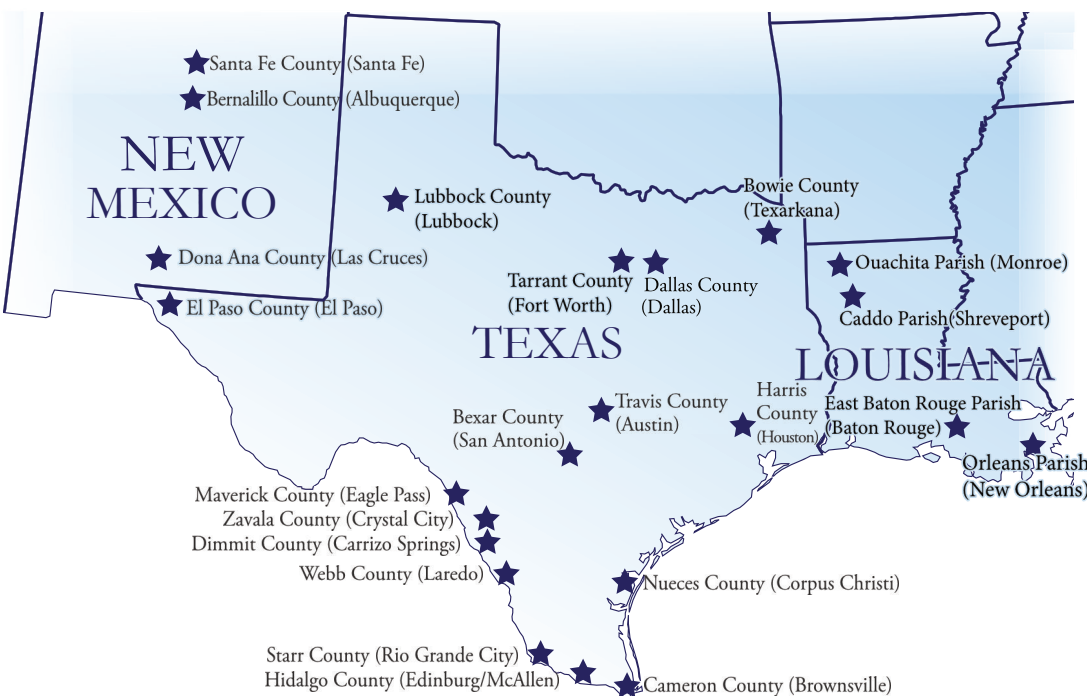 Santa Fe County (Santa Fe)
Bernalillo County (Albuquerque)
NEW
MEXICO
Bowie County
(Texarkana)
Lubbock County
(Lubbock)
Dona Ana County (Las Cruces)
Ouachita Parish (Monroe)
Tarrant County
(Fort Worth)
Dallas County
(Dallas)
El Paso County (El Paso)
Caddo Parish(Shreveport)
TEXAS
LOUISIANA
Harris
County
(Houston)
Travis County
(Austin)
East Baton Rouge Parish
(Baton Rouge)
Bexar County
(San Antonio)
Orleans Parish
(New Orleans)
Maverick County (Eagle Pass)
Zavala County (Crystal City)
Dimmit County (Carrizo Springs)
Webb County (Laredo)
Nueces County (Corpus Christi)
Starr County (Rio Grande City)
Hidalgo County (Edinburg/McAllen)
Cameron County (Brownsville)